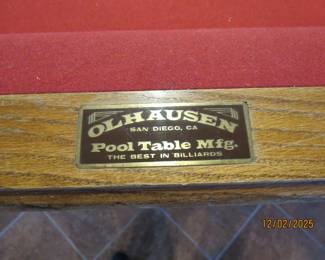 OLHAUSEN
SAN DIEGO, CA
Pool Table Mfg.
THE BEST IN BILLIARDS
12/02/2025